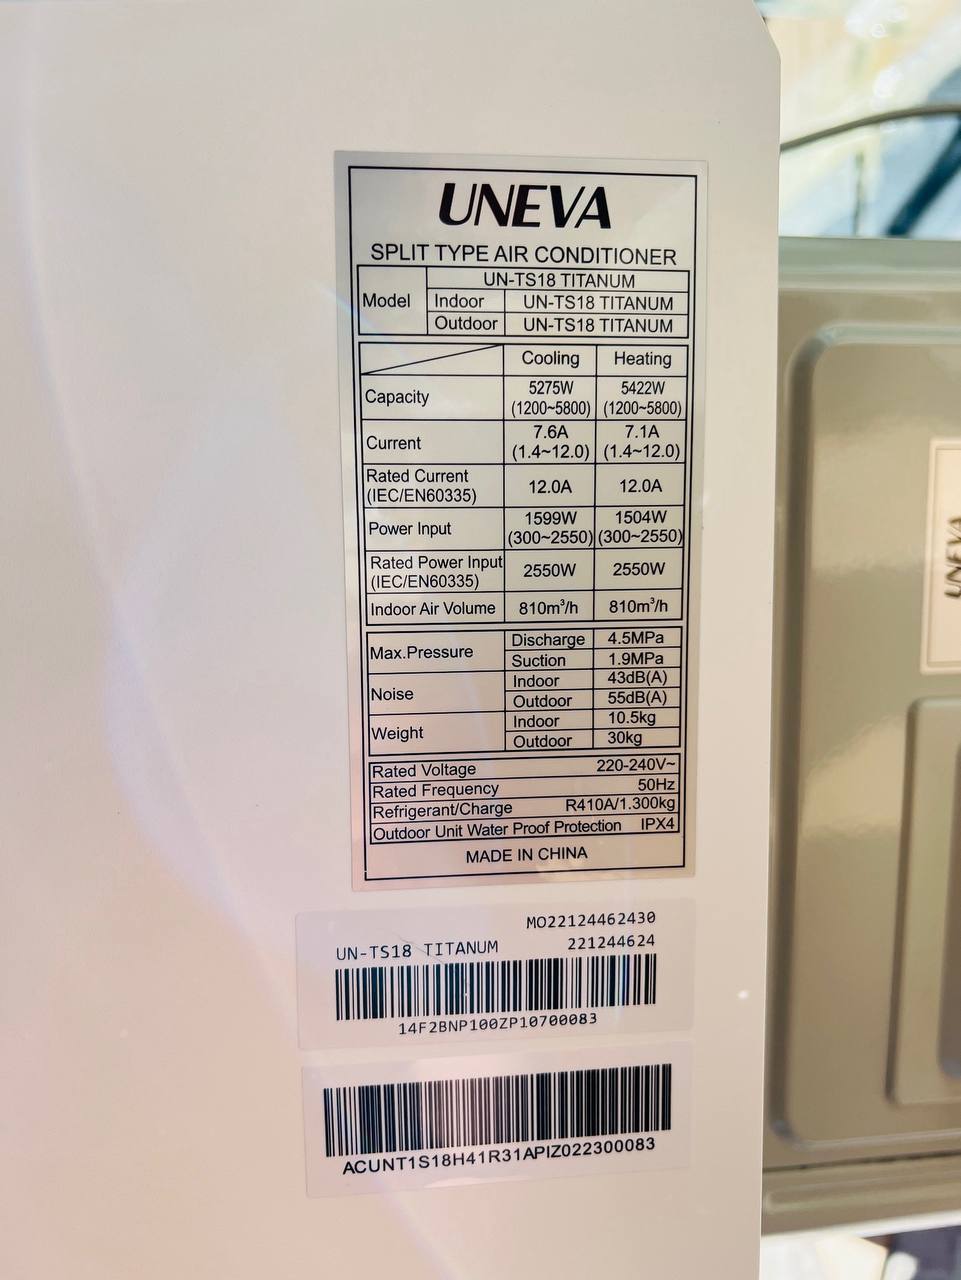 UNEVA
SPLIT TYPE AIR CONDITIONER
Model
UN-TS18 TITANUM
Indoor UN-TS18 TITANUM
Outdoor UN-TS18 TITANUM
Cooling Heating
Capacity 5275W (1200~5800) 5422W (1200~5800)
Current 7.6A (1.4~12.0) 7.1A (1.4~12.0)
Rated Current (IEC/EN60335) 12.0A 12.0A
Power Input 1599W (300~2550) 1504W (300~2550)
Rated Power Input (IEC/EN60335) 2550W 2550W
Indoor Air Volume 810m³/h 810m³/h
Max.Pressure Discharge 4.5MPa
Suction 1.9MPa
Noise Indoor 43dB(A)
Outdoor 55dB(A)
Weight Indoor 10.5kg
Outdoor 30kg
Rated Voltage 220-240V~
Rated Frequency 50Hz
Refrigerant/Charge R410A/1.300kg
Outdoor Unit Water Proof Protection IPX4
MADE IN CHINA
MO22124462430
UN-TS18 TITANUM 221244624
14F2BNP100ZP10700083
ACUNT1S18H41R31APIZ022300083
UNEVA